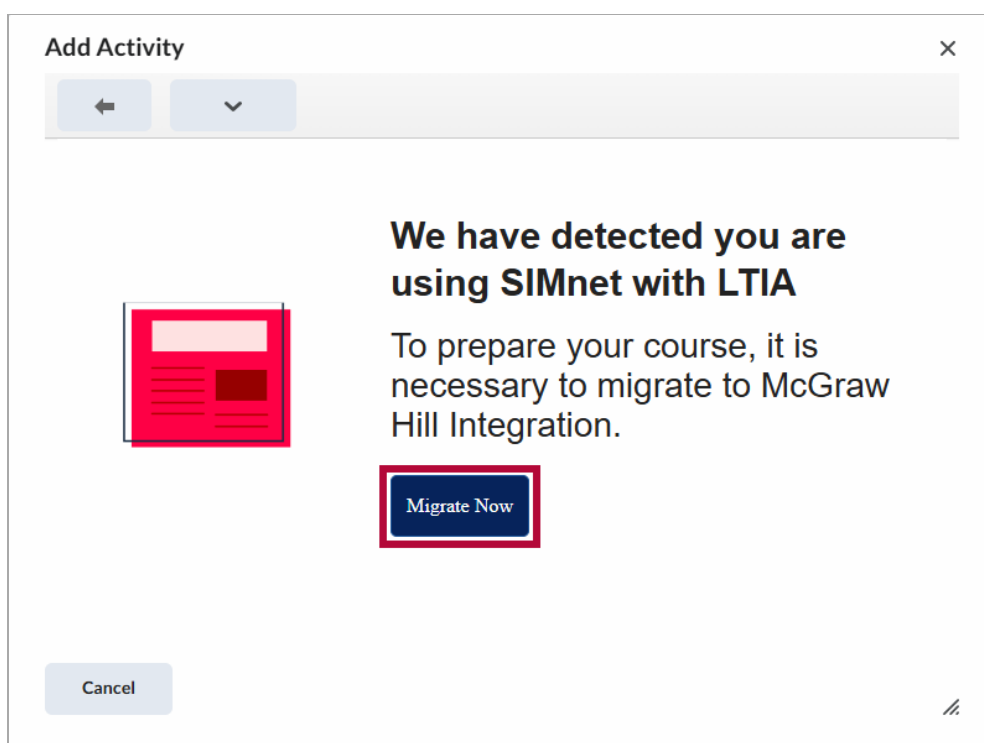 Add Activity
We have detected you are
using SIMnet with LTIA
To prepare your course, it is
necessary to migrate to McGraw
Hill Integration.
Migrate Now
Cancel